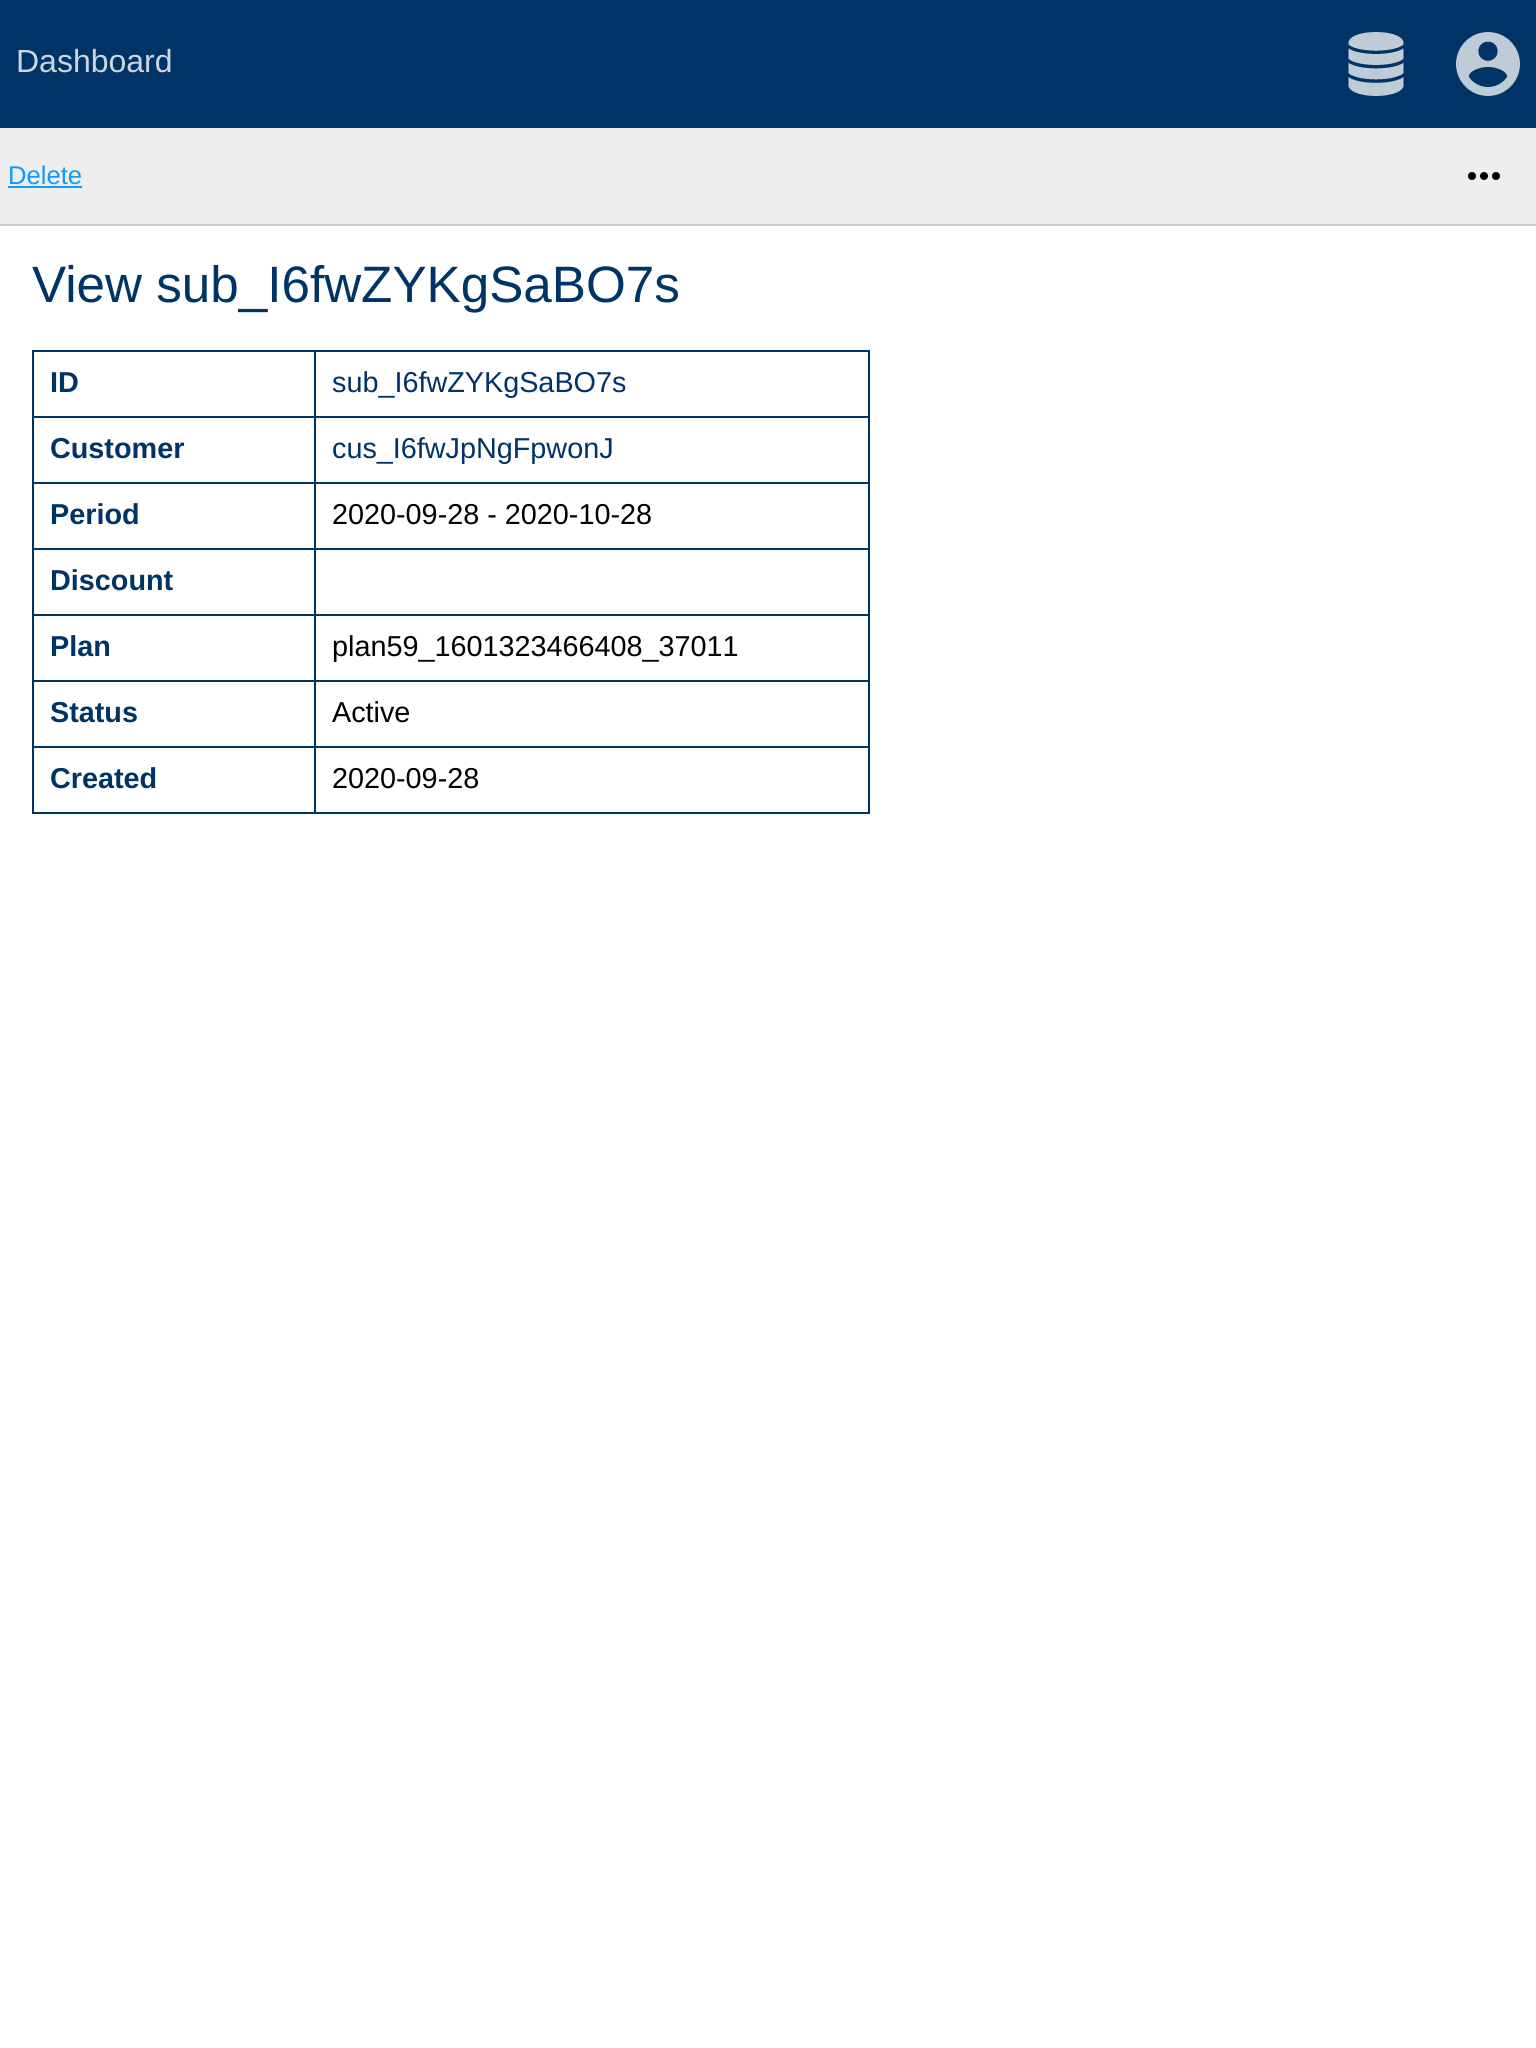 Dashboard
Delete
View sub_I6fwZYKgSaBO7s
ID sub_I6fwZYKgSaBO7s
Customer cus_I6fwJpNgFpwonJ
Period 2020-09-28 - 2020-10-28
Discount
Plan plan59_1601323466408_37011
Status Active
Created 2020-09-28